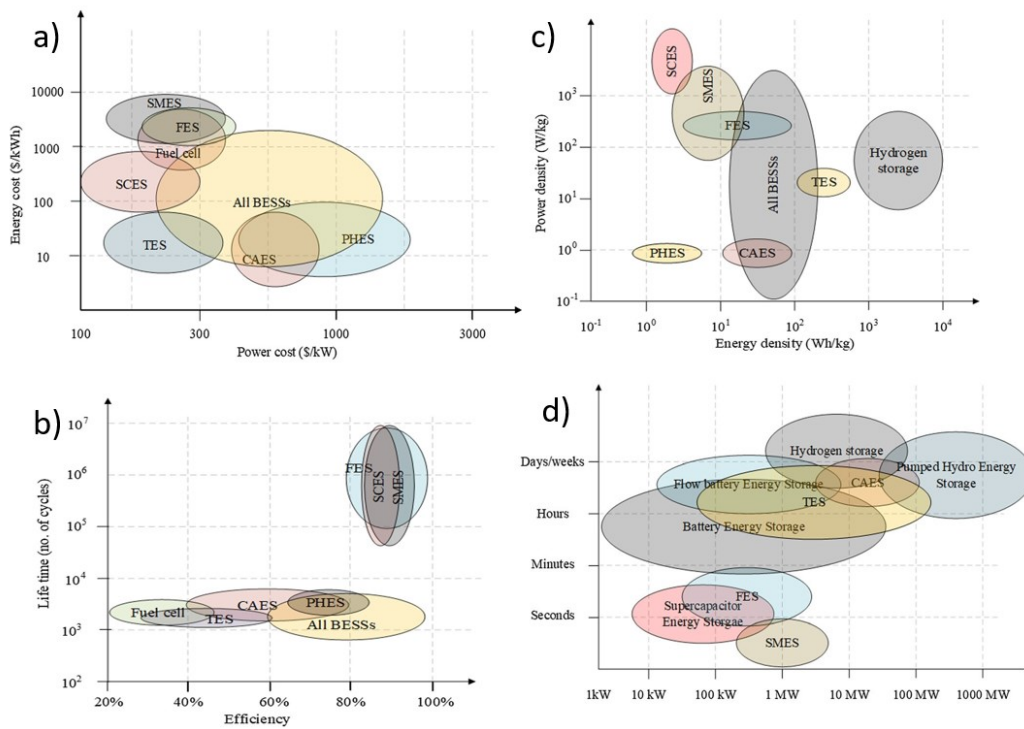 a)
Energy cost ($/kWh)
10000
1000
100
10
SMES
FES
Fuel cell
SCES
All BESSs
TES
PHES
CAES
100 300 1000 3000
Power cost ($/kW)
c)
Power density (W/kg)
10³
10²
10¹
10⁰
10⁻¹
SCES
SMES
FES
All BESSs
TES
Hydrogen
storage
PHES
CAES
10⁻¹ 10⁰ 10¹ 10² 10³ 10⁴
Energy density (Wh/kg)
b)
Life time (no. of cycles)
10⁷
10⁶
10⁵
10⁴
10³
10²
FES
SCES
SMES
Fuel cell
CAES
PHES
TES
All BESSs
20% 40% 60% 80% 100%
Efficiency
d)
Days/weeks
Hours
Minutes
Seconds
Hydrogen storage
Pumped Hydro Energy
Storage
Flow battery Energy Storage
CAES
TES
Battery Energy Storage
FES
Supercapacitor
Energy Storgae
SMES
1kW 10 kW 100 kW 1 MW 10 MW 100 MW 1000 MW